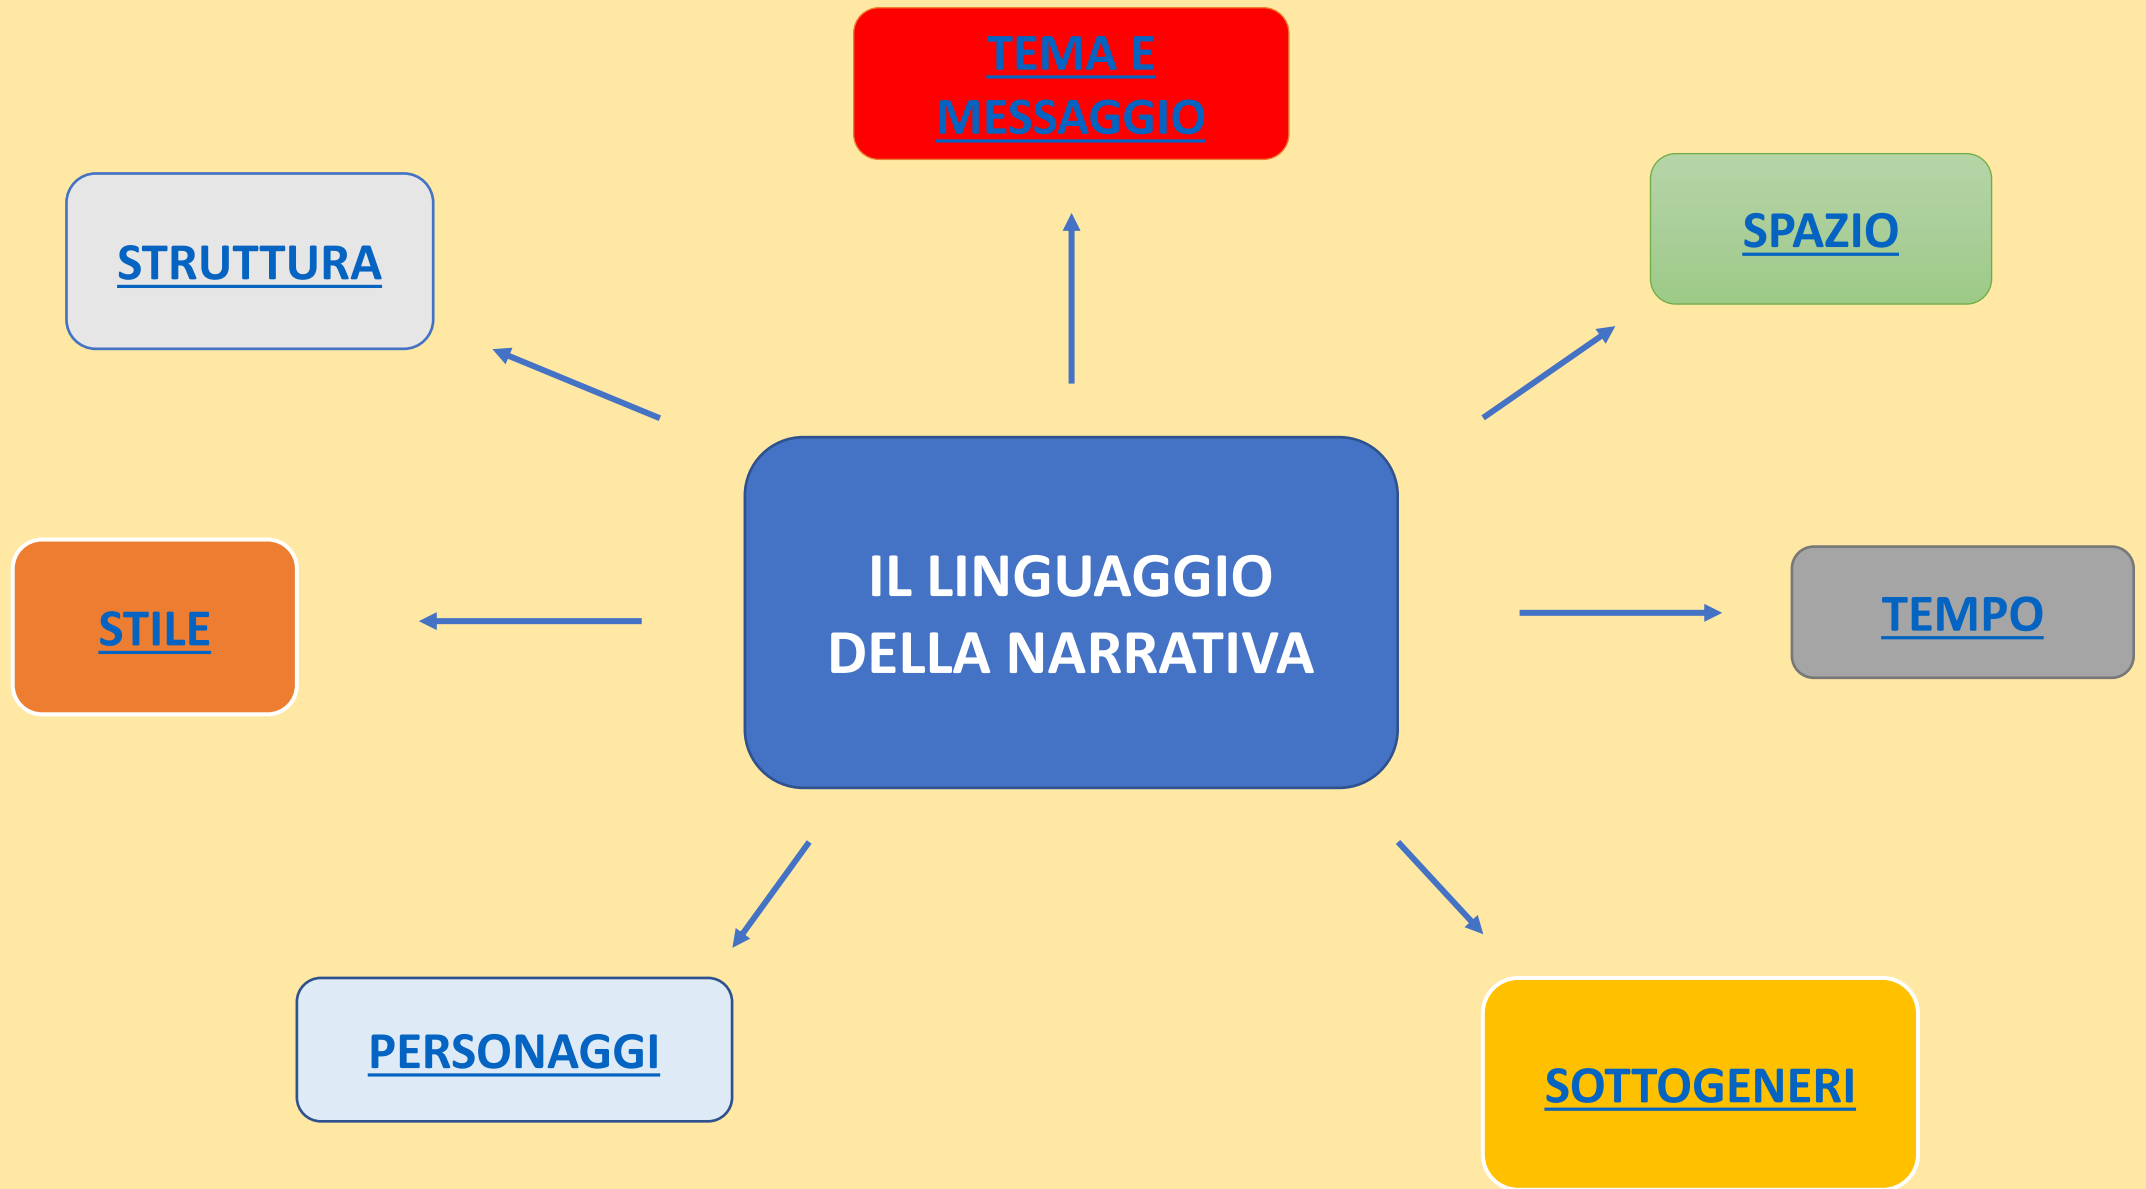 TEMA E
MESSAGGIO
STRUTTURA
SPAZIO
IL LINGUAGGIO
DELLA NARRATIVA
STILE
TEMPO
PERSONAGGI
SOTTOGENERI